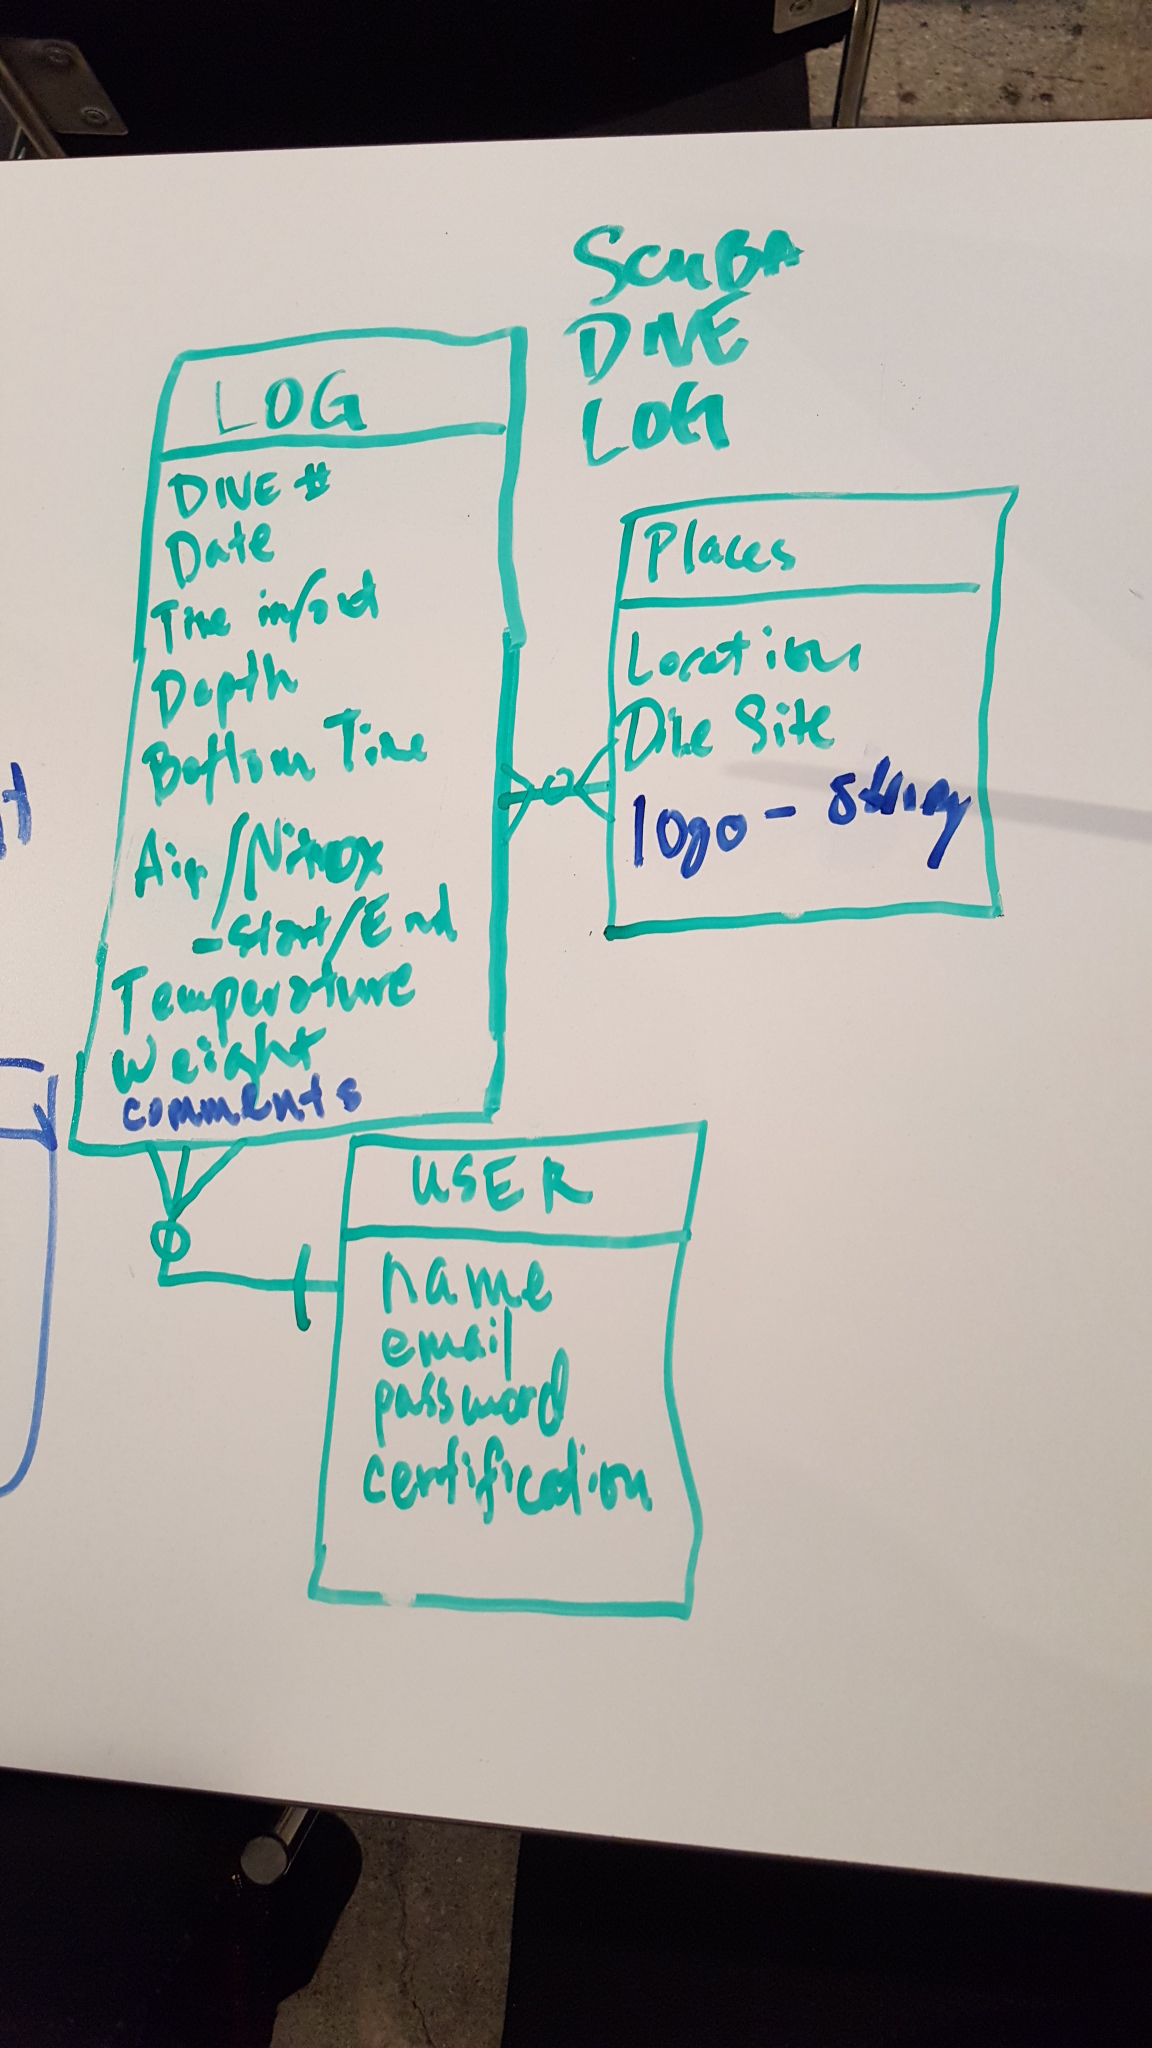 SCUBA
DIVE
LOG
LOG
DIVE #
Date
Time in/out
Depth
Bottom Time
Air/Nitrox
- Start/End
Temperature
Weight
comments
Places
Location
Dive Site
logo - string
USER
name
email
password
certification